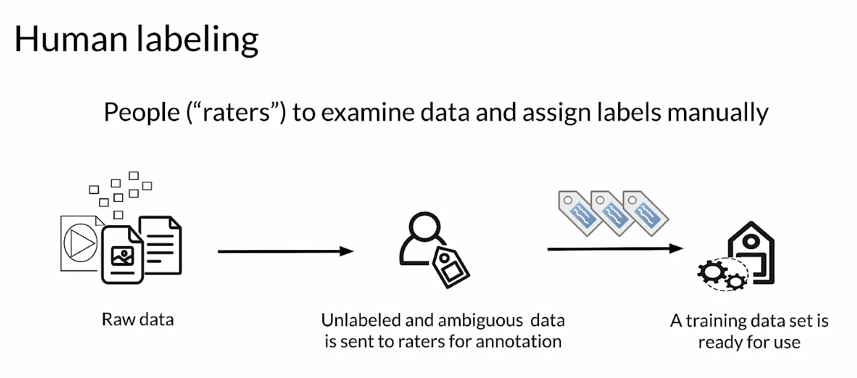 Human labeling
People (“raters”) to examine data and assign labels manually
Raw data
Unlabeled and ambiguous data
is sent to raters for annotation
A training data set is
ready for use